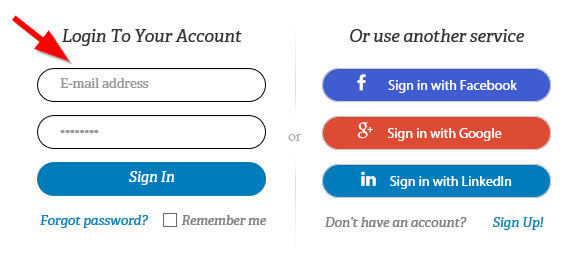 Login To Your Account
E-mail address
Sign In
Forgot password?
Remember me
or
Or use another service
f Sign in with Facebook
g+ Sign in with Google
in Sign in with LinkedIn
Don't have an account?
Sign Up!